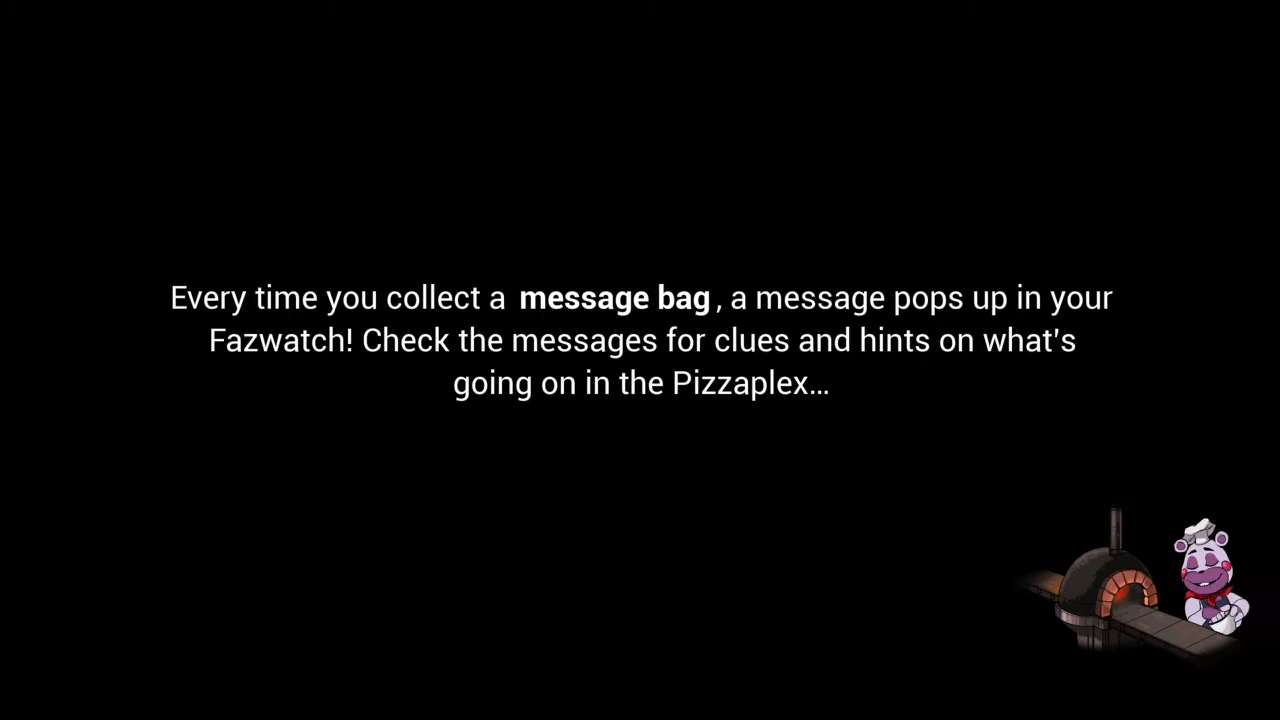 Every time you collect a message bag, a message pops up in your
Fazwatch! Check the messages for clues and hints on what's
going on in the Pizzaplex...